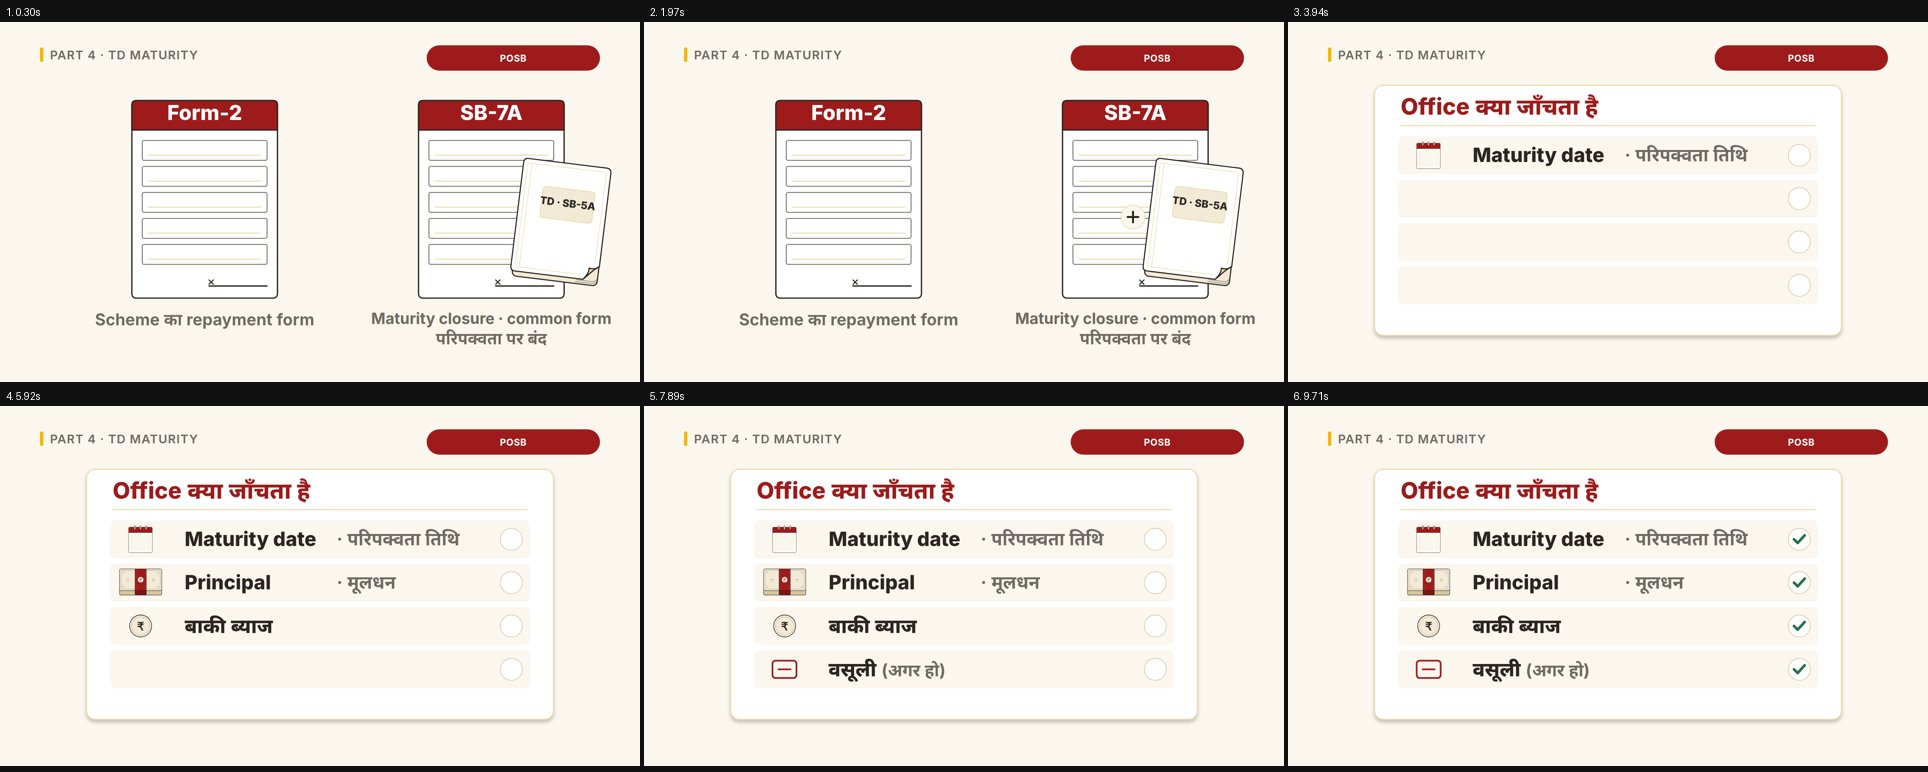 1. 0.30s
PART 4 · TD MATURITY
POSB
Form-2
SB-7A
TD · SB-5A
×
×
Scheme का repayment form
Maturity closure · common form
परिपक्वता पर बंद
2. 1.97s
PART 4 · TD MATURITY
POSB
Form-2
SB-7A
TD · SB-5A
+
×
×
Scheme का repayment form
Maturity closure · common form
परिपक्वता पर बंद
3. 3.94s
PART 4 · TD MATURITY
POSB
Office क्या जाँचता है
Maturity date · परिपक्वता तिथि
4. 5.92s
PART 4 · TD MATURITY
POSB
Office क्या जाँचता है
Maturity date · परिपक्वता तिथि
Principal · मूलधन
₹ बाकी ब्याज
5. 7.89s
PART 4 · TD MATURITY
POSB
Office क्या जाँचता है
Maturity date · परिपक्वता तिथि
Principal · मूलधन
₹ बाकी ब्याज
वसूली (अगर हो)
6. 9.71s
PART 4 · TD MATURITY
POSB
Office क्या जाँचता है
Maturity date · परिपक्वता तिथि
Principal · मूलधन
₹ बाकी ब्याज
वसूली (अगर हो)